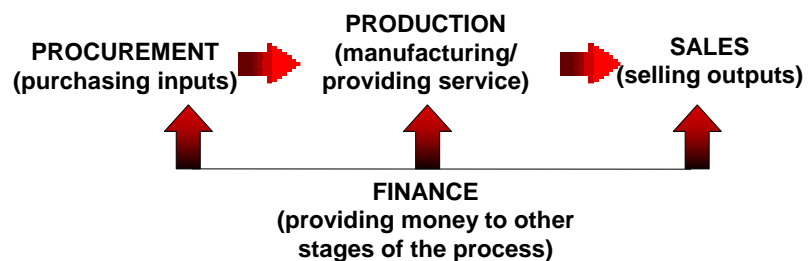 PROCUREMENT
(purchasing inputs)
PRODUCTION
(manufacturing/
providing service)
SALES
(selling outputs)
FINANCE
(providing money to other
stages of the process)